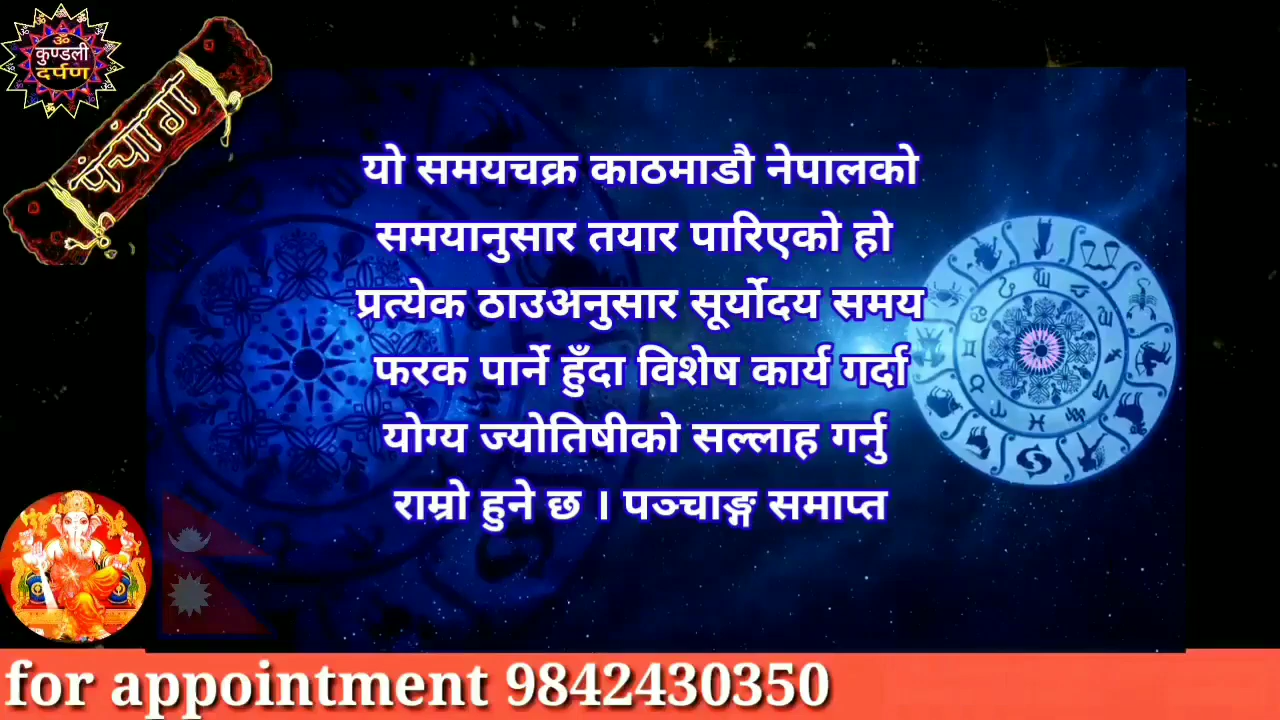 ॐ
कुण्डली
दर्पण
पंचांग
यो समयचक्र काठमाडौ नेपालको
समयानुसार तयार पारिएको हो
प्रत्येक ठाउअनुसार सूर्योदय समय
फरक पार्ने हुँदा विशेष कार्य गर्दा
योग्य ज्योतिषीको सल्लाह गर्नु
राम्रो हुने छ । पञ्चाङ्ग समाप्त
for appointment 9842430350